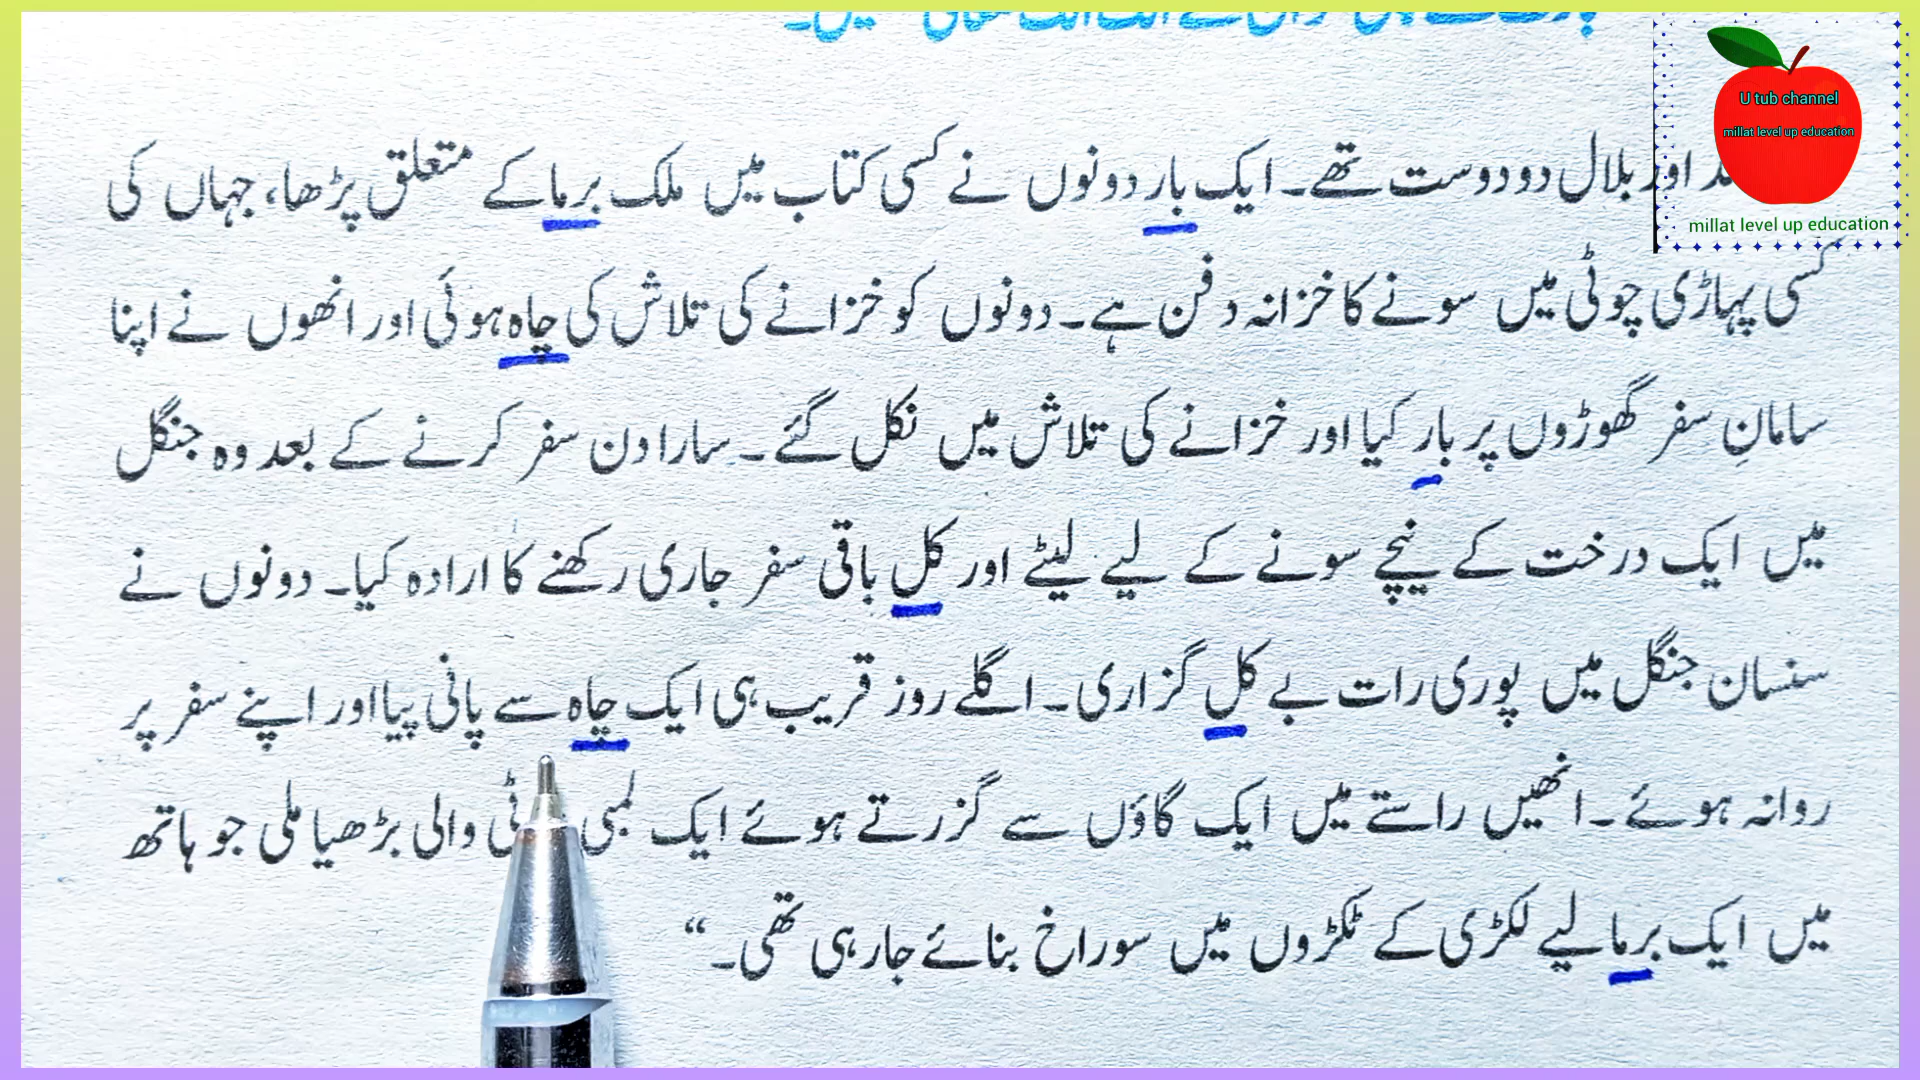 U tub channel
millat level up education
millat level up education
اور بلال دو دوست تھے۔ ایک بار دونوں نے کسی کتاب میں ملک برما کے متعلق پڑھا، جہاں کی
کسی پہاڑی چوٹی میں سونے کا خزانہ دفن ہے۔ دونوں کو خزانے کی تلاش کی چاہ ہوئی اور انھوں نے اپنا
سامانِ سفر گھوڑوں پر بار کیا اور خزانے کی تلاش میں نکل گئے۔ سارا دن سفر کرنے کے بعد وہ جنگل
میں ایک درخت کے نیچے سونے کے لیے لیٹے اور کل باقی سفر جاری رکھنے کا ارادہ کیا۔ دونوں نے
سنسان جنگل میں پوری رات بے کل گزاری۔ اگلے روز قریب ہی ایک چاہ سے پانی پیا اور اپنے سفر پر
روانہ ہوئے۔ انھیں راستے میں ایک گاؤں سے گزرتے ہوئے ایک لمبی والی بڑھیا ملی جو ہاتھ
میں ایک برما لیے لکڑی کے ٹکڑوں میں سوراخ بنائے جا رہی تھی۔“